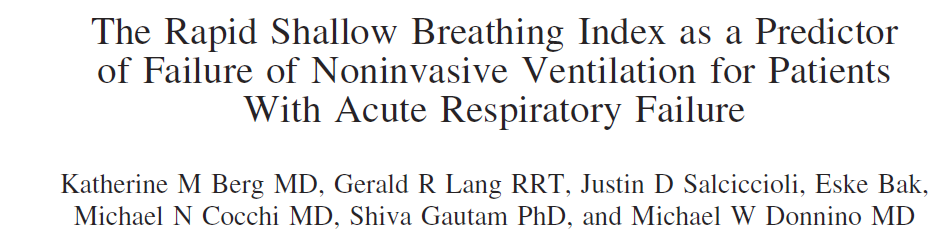 The Rapid Shallow Breathing Index as a Predictor
of Failure of Noninvasive Ventilation for Patients
With Acute Respiratory Failure
Katherine M Berg MD, Gerald R Lang RRT, Justin D Salciccioli, Eske Bak,
Michael N Cocchi MD, Shiva Gautam PhD, and Michael W Donnino MD